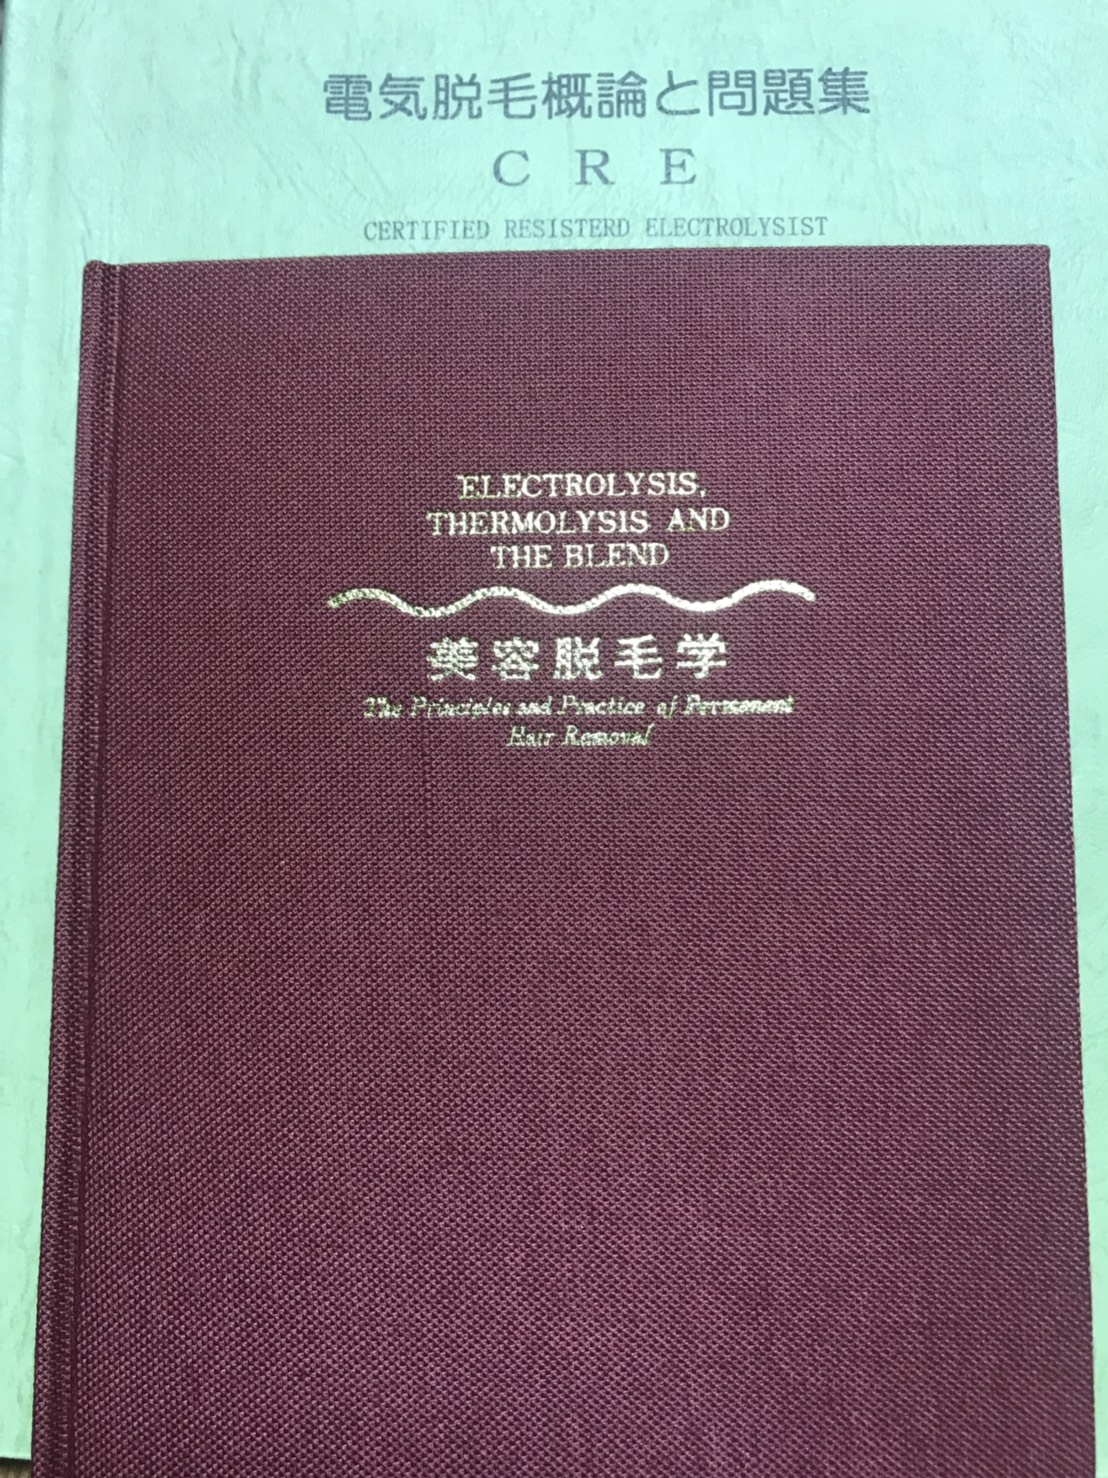 電気脱毛概論と問題集
C R E
CERTIFIED RESISTERD ELECTROLYSIST
ELECTROLYSIS,
THERMOLYSIS AND
THE BLEND
美容脱毛学
The Principles and Practice of Permanent
Hair Removal